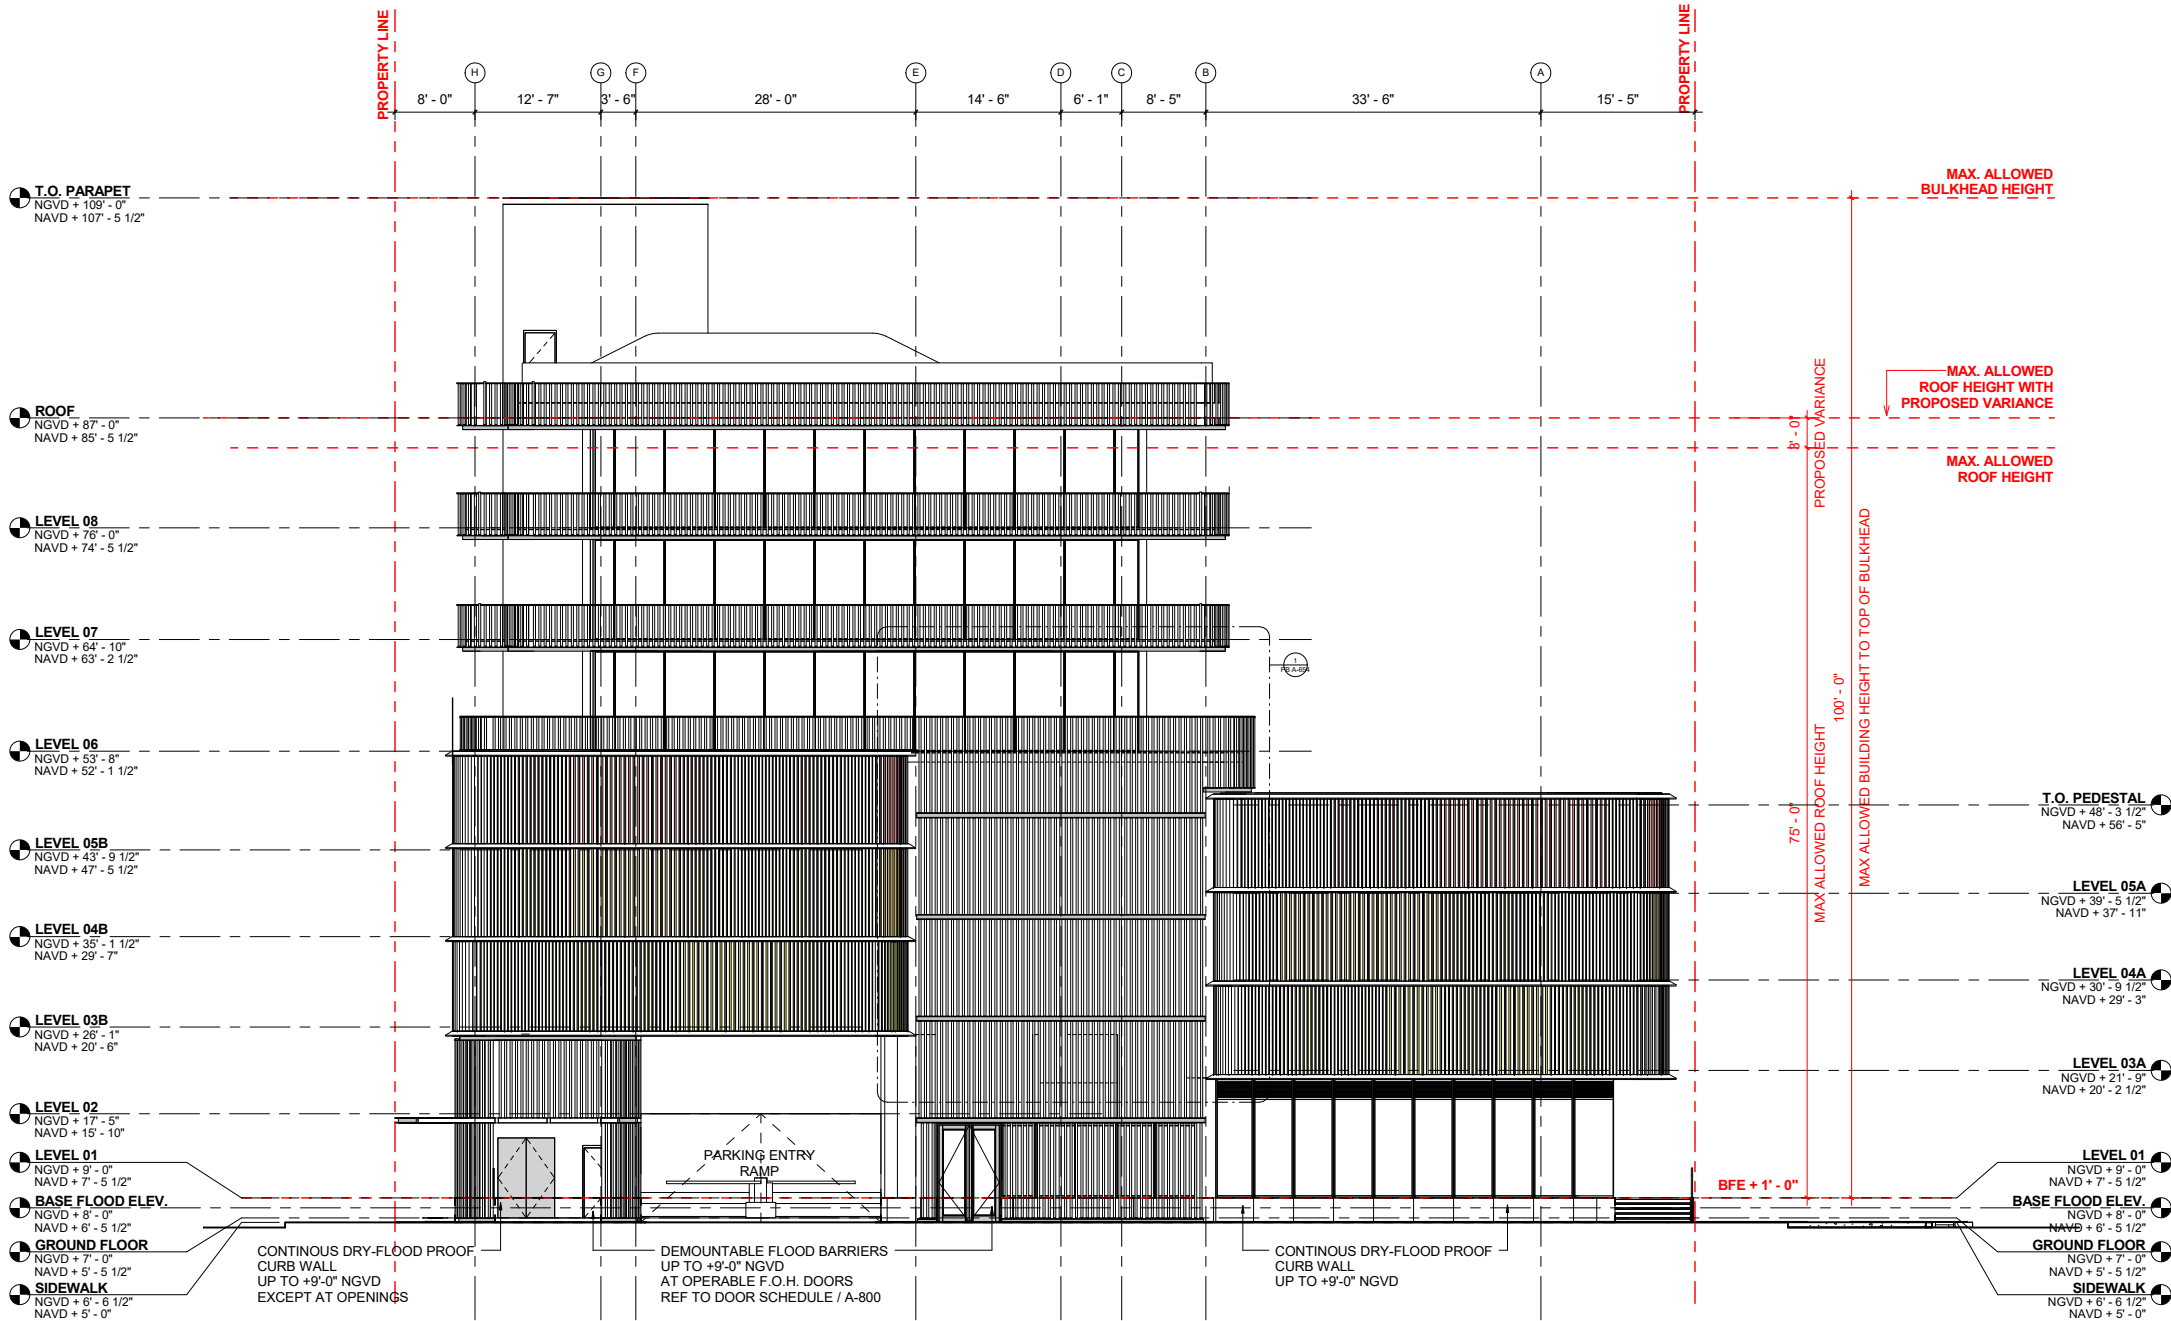 PROPERTY LINE
PROPERTY LINE
H
G
F
E
D
C
B
A
8' - 0"
12' - 7"
3' - 6"
28' - 0"
14' - 6"
6' - 1"
8' - 5"
33' - 6"
15' - 5"
T.O. PARAPET
NGVD + 109' - 0"
NAVD + 107' - 5 1/2"
ROOF
NGVD + 87' - 0"
NAVD + 85' - 5 1/2"
LEVEL 08
NGVD + 76' - 0"
NAVD + 74' - 5 1/2"
LEVEL 07
NGVD + 64' - 10"
NAVD + 63' - 2 1/2"
LEVEL 06
NGVD + 53' - 8"
NAVD + 52' - 1 1/2"
LEVEL 05B
NGVD + 43' - 9 1/2"
NAVD + 47' - 5 1/2"
LEVEL 04B
NGVD + 35' - 1 1/2"
NAVD + 29' - 7"
LEVEL 03B
NGVD + 26' - 1"
NAVD + 20' - 6"
LEVEL 02
NGVD + 17' - 5"
NAVD + 15' - 10"
LEVEL 01
NGVD + 9' - 0"
NAVD + 7' - 5 1/2"
BASE FLOOD ELEV.
NGVD + 8' - 0"
NAVD + 6' - 5 1/2"
GROUND FLOOR
NGVD + 7' - 0"
NAVD + 5' - 5 1/2"
SIDEWALK
NGVD + 6' - 6 1/2"
NAVD + 5' - 0"
MAX. ALLOWED
BULKHEAD HEIGHT
MAX. ALLOWED
ROOF HEIGHT WITH
PROPOSED VARIANCE
MAX. ALLOWED
ROOF HEIGHT
3' - 0"
PROPOSED VARIANCE
75' - 0"
MAX ALLOWED ROOF HEIGHT
100' - 0"
MAX ALLOWED BUILDING HEIGHT TO TOP OF BULKHEAD
1
T.O. PEDESTAL
NGVD + 48' - 3 1/2"
NAVD + 56' - 5"
LEVEL 05A
NGVD + 39' - 5 1/2"
NAVD + 37' - 11"
LEVEL 04A
NGVD + 30' - 9 1/2"
NAVD + 29' - 3"
LEVEL 03A
NGVD + 21' - 9"
NAVD + 20' - 2 1/2"
LEVEL 01
NGVD + 9' - 0"
NAVD + 7' - 5 1/2"
BASE FLOOD ELEV.
NGVD + 8' - 0"
NAVD + 6' - 5 1/2"
GROUND FLOOR
NGVD + 7' - 0"
NAVD + 5' - 5 1/2"
SIDEWALK
NGVD + 6' - 6 1/2"
NAVD + 5' - 0"
BFE + 1' - 0"
PARKING ENTRY
RAMP
CONTINOUS DRY-FLOOD PROOF
CURB WALL
UP TO +9'-0" NGVD
EXCEPT AT OPENINGS
DEMOUNTABLE FLOOD BARRIERS
UP TO +9'-0" NGVD
AT OPERABLE F.O.H. DOORS
REF TO DOOR SCHEDULE / A-800
CONTINOUS DRY-FLOOD PROOF
CURB WALL
UP TO +9'-0" NGVD